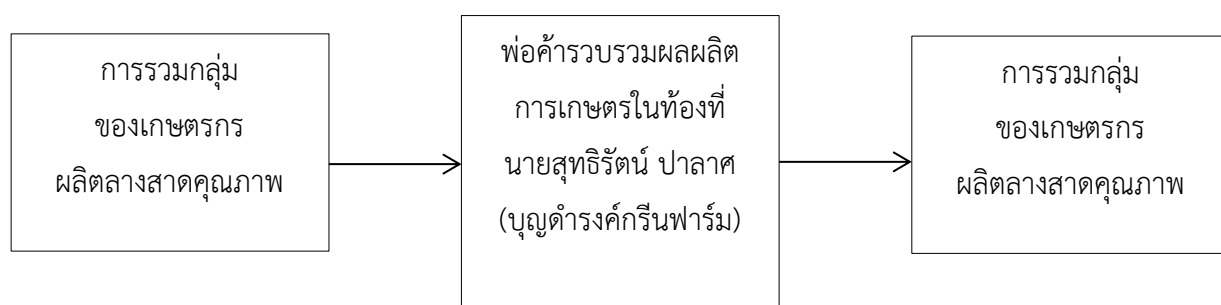 การรวมกลุ่ม
ของเกษตรกร
ผลิตลางสาดคุณภาพ
พ่อค้ารวบรวมผลผลิต
การเกษตรในท้องที่
นายสุทธิรัตน์ ปาลาศ
(บุญดำรงค์กรีนฟาร์ม)
การรวมกลุ่ม
ของเกษตรกร
ผลิตลางสาดคุณภาพ